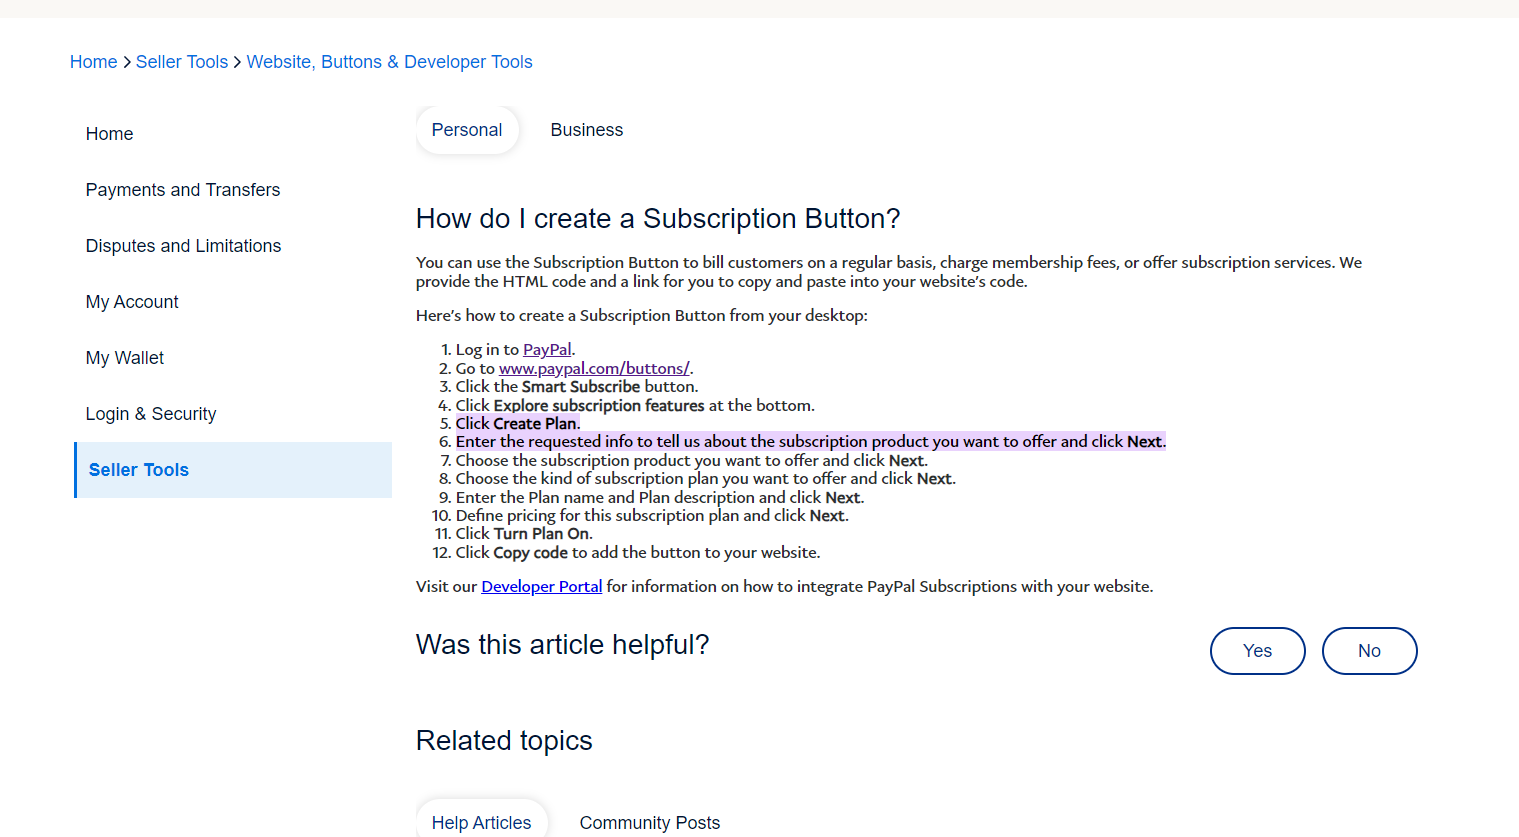 Home > Seller Tools > Website, Buttons & Developer Tools
Home
Payments and Transfers
Disputes and Limitations
My Account
My Wallet
Login & Security
Seller Tools
Personal Business
How do I create a Subscription Button?
You can use the Subscription Button to bill customers on a regular basis, charge membership fees, or offer subscription services. We
provide the HTML code and a link for you to copy and paste into your website's code.
Here's how to create a Subscription Button from your desktop:
1. Log in to PayPal.
2. Go to www.paypal.com/buttons/.
3. Click the Smart Subscribe button.
4. Click Explore subscription features at the bottom.
5. Click Create Plan.
6. Enter the requested info to tell us about the subscription product you want to offer and click Next.
7. Choose the subscription product you want to offer and click Next.
8. Choose the kind of subscription plan you want to offer and click Next.
9. Enter the Plan name and Plan description and click Next.
10. Define pricing for this subscription plan and click Next.
11. Click Turn Plan On.
12. Click Copy code to add the button to your website.
Visit our Developer Portal for information on how to integrate PayPal Subscriptions with your website.
Was this article helpful? Yes No
Related topics
Help Articles Community Posts